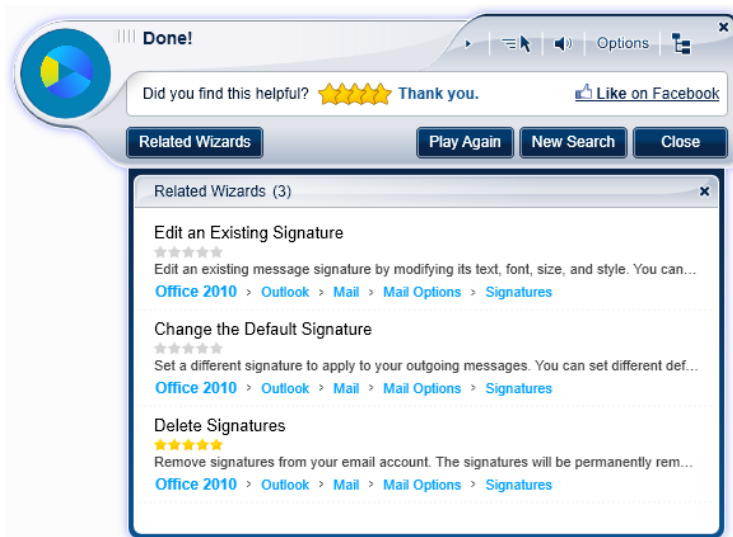 Done!
Options
Did you find this helpful? Thank you.
Like on Facebook
Related Wizards
Play Again
New Search
Close
Related Wizards (3)
Edit an Existing Signature
Edit an existing message signature by modifying its text, font, size, and style. You can...
Office 2010 > Outlook > Mail > Mail Options > Signatures
Change the Default Signature
Set a different signature to apply to your outgoing messages. You can set different def...
Office 2010 > Outlook > Mail > Mail Options > Signatures
Delete Signatures
Remove signatures from your email account. The signatures will be permanently rem...
Office 2010 > Outlook > Mail > Mail Options > Signatures